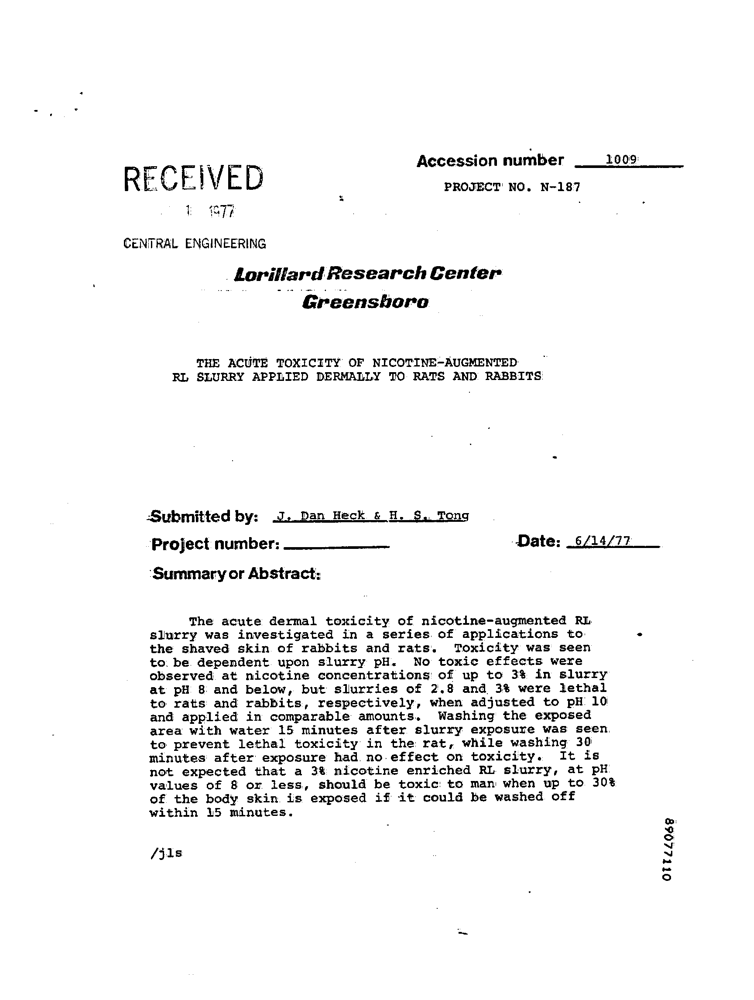 Accession number 1009
RECEIVED
PROJECT NO. N-187
1 1977
CENTRAL ENGINEERING
Lorillard Research Center
Greensboro
THE ACUTE TOXICITY OF NICOTINE-AUGMENTED
RL SLURRY APPLIED DERMALLY TO RATS AND RABBITS
Submitted by: J. Dan Heck & H. S. Tong
Project number:
Date: 6/14/77
Summary or Abstract:
The acute dermal toxicity of nicotine-augmented RL
slurry was investigated in a series of applications to
the shaved skin of rabbits and rats. Toxicity was seen
to be dependent upon slurry pH. No toxic effects were
observed at nicotine concentrations of up to 3% in slurry
at pH 8 and below, but slurries of 2.8 and 3% were lethal
to rats and rabbits, respectively, when adjusted to pH 10
and applied in comparable amounts. Washing the exposed
area with water 15 minutes after slurry exposure was seen
to prevent lethal toxicity in the rat, while washing 30
minutes after exposure had no effect on toxicity. It is
not expected that a 3% nicotine enriched RL slurry, at pH
values of 8 or less, should be toxic to man when up to 30%
of the body skin is exposed if it could be washed off
within 15 minutes.
/jls
89077110